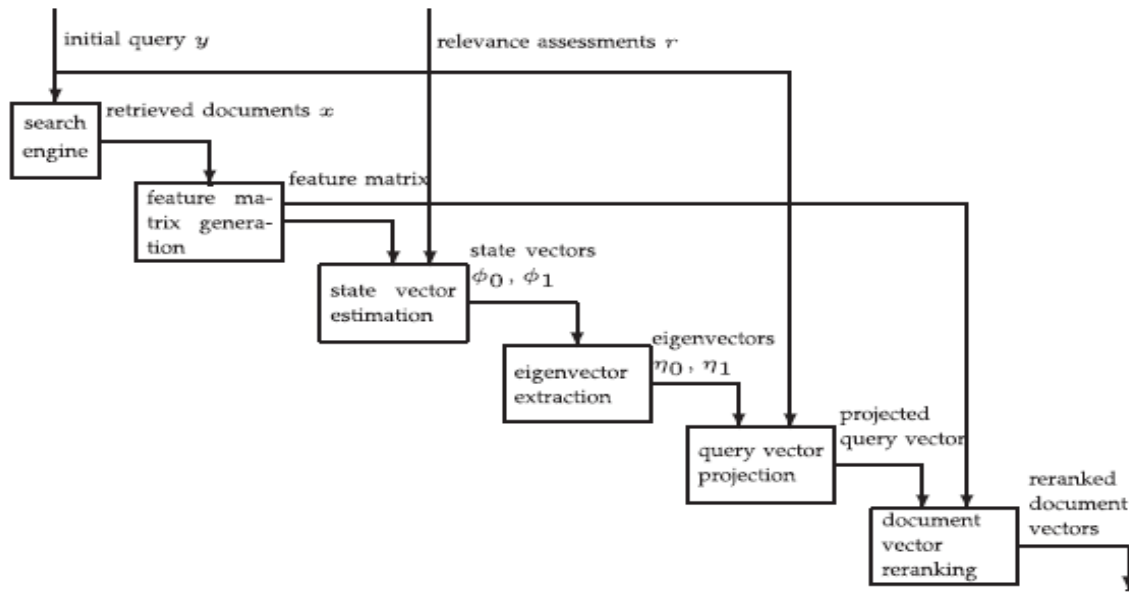 initial query y
relevance assessments r
search
engine
retrieved documents x
feature ma-
trix genera-
tion
feature matrix
state vector
estimation
state vectors
ϕ0, ϕ1
eigenvector
extraction
eigenvectors
η0, η1
query vector
projection
projected
query vector
document
vector
reranking
reranked
document
vectors